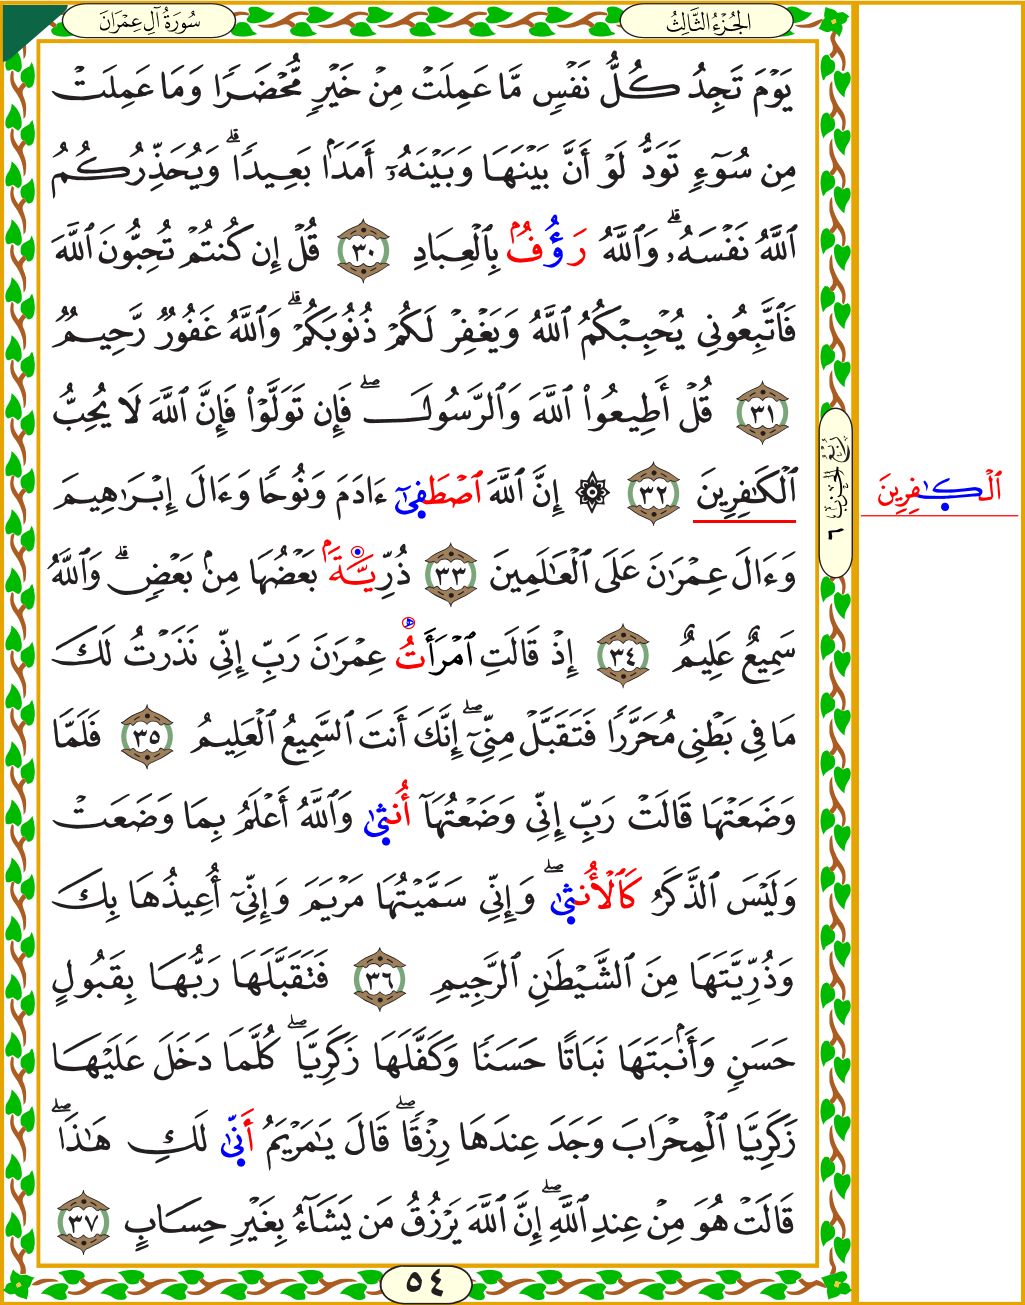 سُورَةُ آلِ عِمْرَانَ
الجُزْءُ الثَّالِثُ
يَوْمَ تَجِدُ كُلُّ نَفْسٍ مَّا عَمِلَتْ مِنْ خَيْرٍ مُّحْضَرًا وَمَا عَمِلَتْ
مِن سُوٓءٍ تَوَدُّ لَوْ أَنَّ بَيْنَهَا وَبَيْنَهُۥٓ أَمَدَۢا بَعِيدًا ۗ وَيُحَذِّرُكُمُ
ٱللَّهُ نَفْسَهُۥ ۗ وَٱللَّهُ رَؤُفُۢ بِٱلْعِبَادِ ٣٠ قُلْ إِن كُنتُمْ تُحِبُّونَ ٱللَّهَ
فَٱتَّبِعُونِي يُحْبِبْكُمُ ٱللَّهُ وَيَغْفِرْ لَكُمْ ذُنُوبَكُمْ ۗ وَٱللَّهُ غَفُورٌ رَّحِيمٌ
٣١ قُلْ أَطِيعُواْ ٱللَّهَ وَٱلرَّسُولَ ۖ فَإِن تَوَلَّوْاْ فَإِنَّ ٱللَّهَ لَا يُحِبُّ
ٱلْكَٰفِرِينَ ٣٢ ۞ إِنَّ ٱللَّهَ ٱصْطَفَىٰٓ ءَادَمَ وَنُوحًا وَءَالَ إِبْرَٰهِيمَ
وَءَالَ عِمْرَٰنَ عَلَى ٱلْعَٰلَمِينَ ٣٣ ذُرِّيَّةَۢ بَعْضُهَا مِنۢ بَعْضٍ ۗ وَٱللَّهُ
سَمِيعٌ عَلِيمٌ ٣٤ إِذْ قَالَتِ ٱمْرَأَتُ عِمْرَٰنَ رَبِّ إِنِّي نَذَرْتُ لَكَ
مَا فِي بَطْنِي مُحَرَّرًا فَتَقَبَّلْ مِنِّيٓ ۖ إِنَّكَ أَنتَ ٱلسَّمِيعُ ٱلْعَلِيمُ ٣٥ فَلَمَّا
وَضَعَتْهَا قَالَتْ رَبِّ إِنِّي وَضَعْتُهَآ أُنثَىٰ وَٱللَّهُ أَعْلَمُ بِمَا وَضَعَتْ
وَلَيْسَ ٱلذَّكَرُ كَٱلْأُنثَىٰ ۖ وَإِنِّي سَمَّيْتُهَا مَرْيَمَ وَإِنِّيٓ أُعِيذُهَا بِكَ
وَذُرِّيَّتَهَا مِنَ ٱلشَّيْطَٰنِ ٱلرَّجِيمِ ٣٦ فَتَقَبَّلَهَا رَبُّهَا بِقَبُولٍ
حَسَنٍ وَأَنۢبَتَهَا نَبَاتًا حَسَنًا وَكَفَّلَهَا زَكَرِيَّا ۖ كُلَّمَا دَخَلَ عَلَيْهَا
زَكَرِيَّا ٱلْمِحْرَابَ وَجَدَ عِندَهَا رِزْقًا ۖ قَالَ يَٰمَرْيَمُ أَنَّىٰ لَكِ هَٰذَا ۖ
قَالَتْ هُوَ مِنْ عِندِ ٱللَّهِ ۖ إِنَّ ٱللَّهَ يَرْزُقُ مَن يَشَآءُ بِغَيْرِ حِسَابٍ ٣٧
رُبْعُ الحِزْبِ ٦
ٱلْكَٰفِرِينَ
٥٤